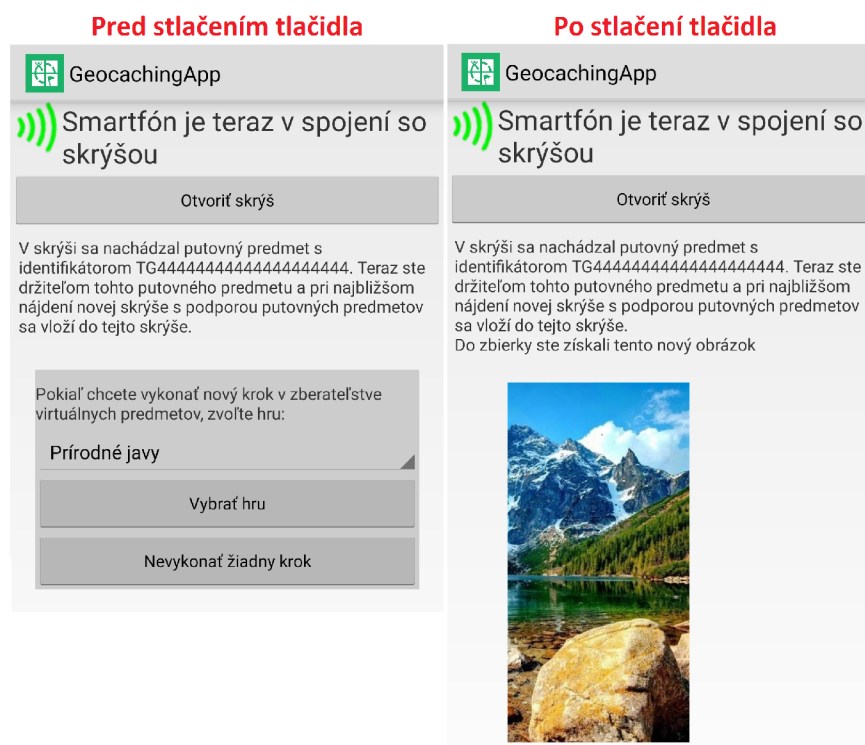 Pred stlačením tlačidla
GeocachingApp
Smartfón je teraz v spojení so
skrýšou
Otvoriť skrýš
V skrýši sa nachádzal putovný predmet s
identifikátorom TG44444444444444444444. Teraz ste
držiteľom tohto putovného predmetu a pri najbližšom
nájdení novej skrýše s podporou putovných predmetov
sa vloží do tejto skrýše.
Pokiaľ chcete vykonať nový krok v zberateľstve
virtuálnych predmetov, zvoľte hru:
Prírodné javy
Vybrať hru
Nevykonať žiadny krok
Po stlačení tlačidla
GeocachingApp
Smartfón je teraz v spojení so
skrýšou
Otvoriť skrýš
V skrýši sa nachádzal putovný predmet s
identifikátorom TG44444444444444444444. Teraz ste
držiteľom tohto putovného predmetu a pri najbližšom
nájdení novej skrýše s podporou putovných predmetov
sa vloží do tejto skrýše.
Do zbierky ste získali tento nový obrázok